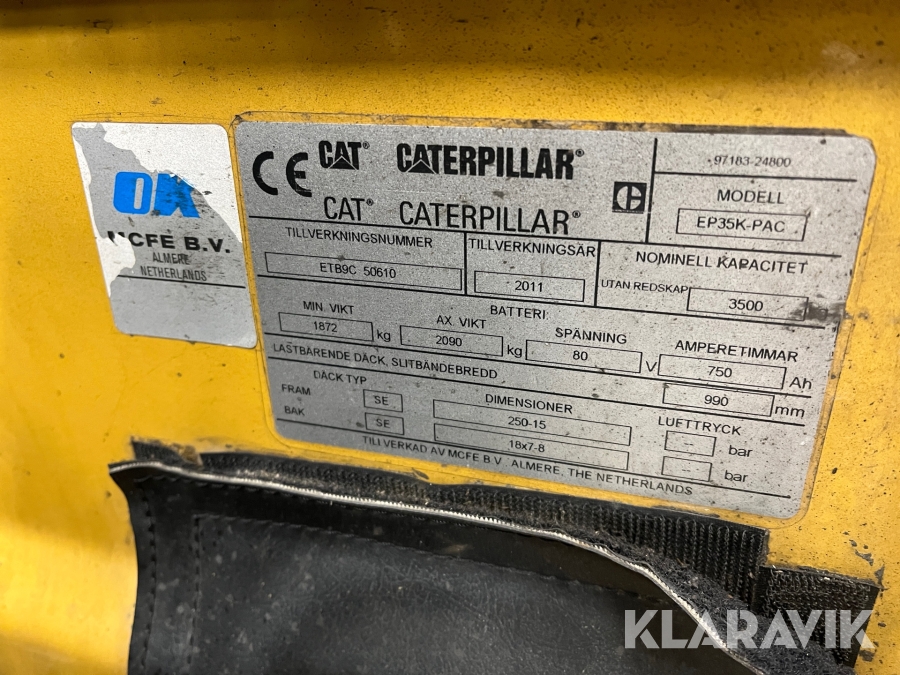 OK
MCFE B.V.
ALMERE
NETHERLANDS
CE CAT® CATERPILLAR®
CAT® CATERPILLAR®
97183-24800
MODELL
EP35K-PAC
TILLVERKNINGSNUMMER
ETB9C 50610
TILLVERKNINGSÄR
2011
NOMINELL KAPACITET
UTAN REDSKAP 3500
BATTERI:
MIN. VIKT
1872 kg
AX. VIKT
2090 kg
SPÄNNING
80 V
AMPERETIMMAR
750 Ah
LASTBÄRENDE DÄCK, SLITBANDEBREDD
990 mm
DÄCK TYP
DIMENSIONER
LUFTTRYCK
FRAM SE 250-15 --- bar
BAK SE 18x7-8 --- bar
TILLVERKAD AV MCFE B.V. ALMERE, THE NETHERLANDS
KLARAVIK